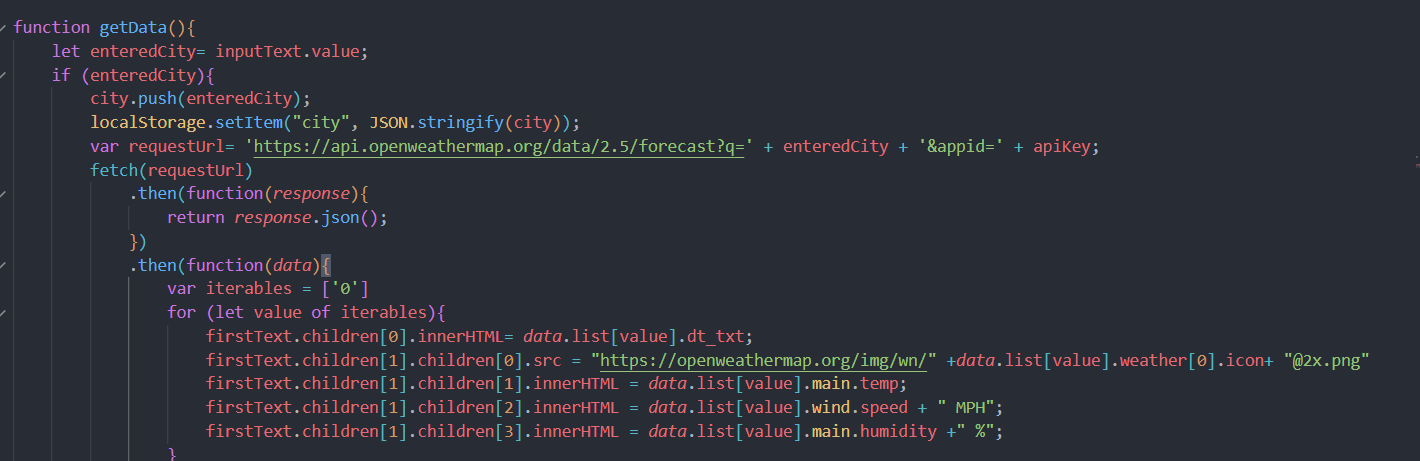 function getData(){
    let enteredCity= inputText.value;
    if (enteredCity){
        city.push(enteredCity);
        localStorage.setItem("city", JSON.stringify(city));
        var requestUrl= 'https://api.openweathermap.org/data/2.5/forecast?q=' + enteredCity + '&appid=' + apiKey;
        fetch(requestUrl)
            .then(function(response){
                return response.json();
            })
            .then(function(data){
                var iterables = ['0']
                for (let value of iterables){
                    firstText.children[0].innerHTML= data.list[value].dt_txt;
                    firstText.children[1].children[0].src = "https://openweathermap.org/img/wn/" +data.list[value].weather[0].icon+ "@2x.png"
                    firstText.children[1].children[1].innerHTML = data.list[value].main.temp;
                    firstText.children[1].children[2].innerHTML = data.list[value].wind.speed + " MPH";
                    firstText.children[1].children[3].innerHTML = data.list[value].main.humidity +" %";
                }